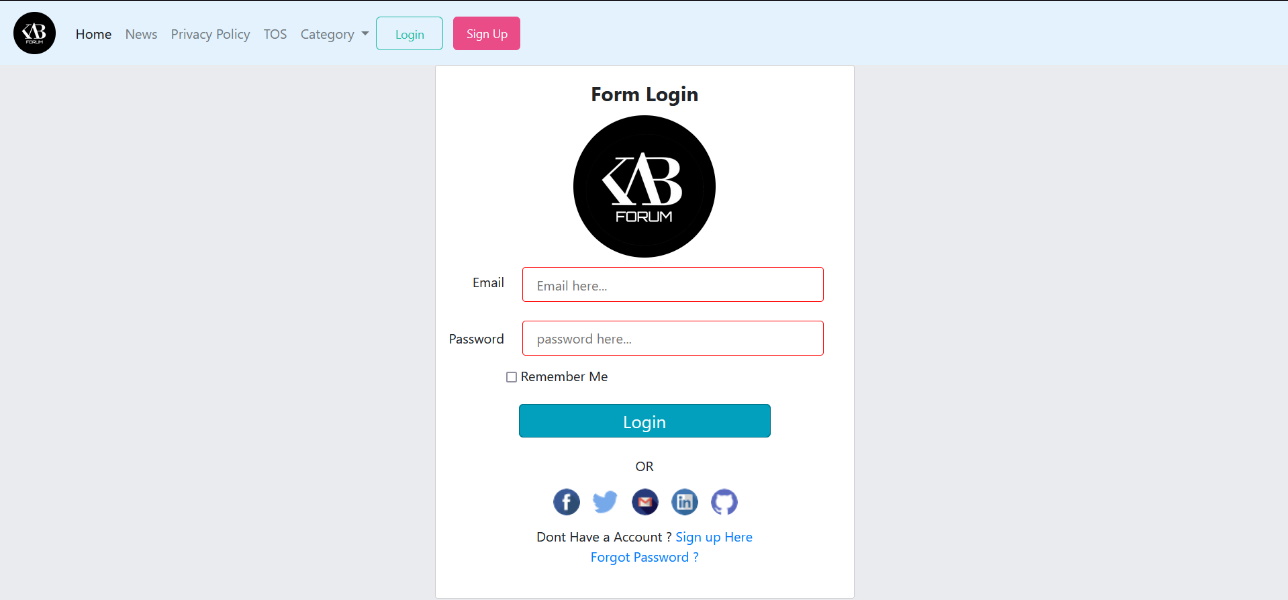 KAB FORUM Home News Privacy Policy TOS Category Login Sign Up
Form Login
KAB
FORUM
Email Email here...
Password password here...
Remember Me
Login
OR
Dont Have a Account ? Sign up Here
Forgot Password ?